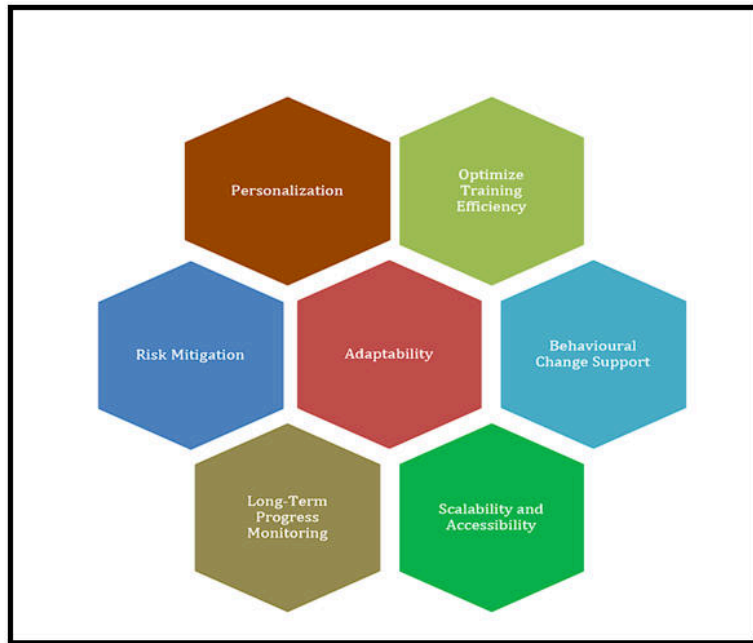 Personalization
Optimize
Training
Efficiency
Risk Mitigation
Adaptability
Behavioural
Change Support
Long-Term
Progress
Monitoring
Scalability and
Accessibility